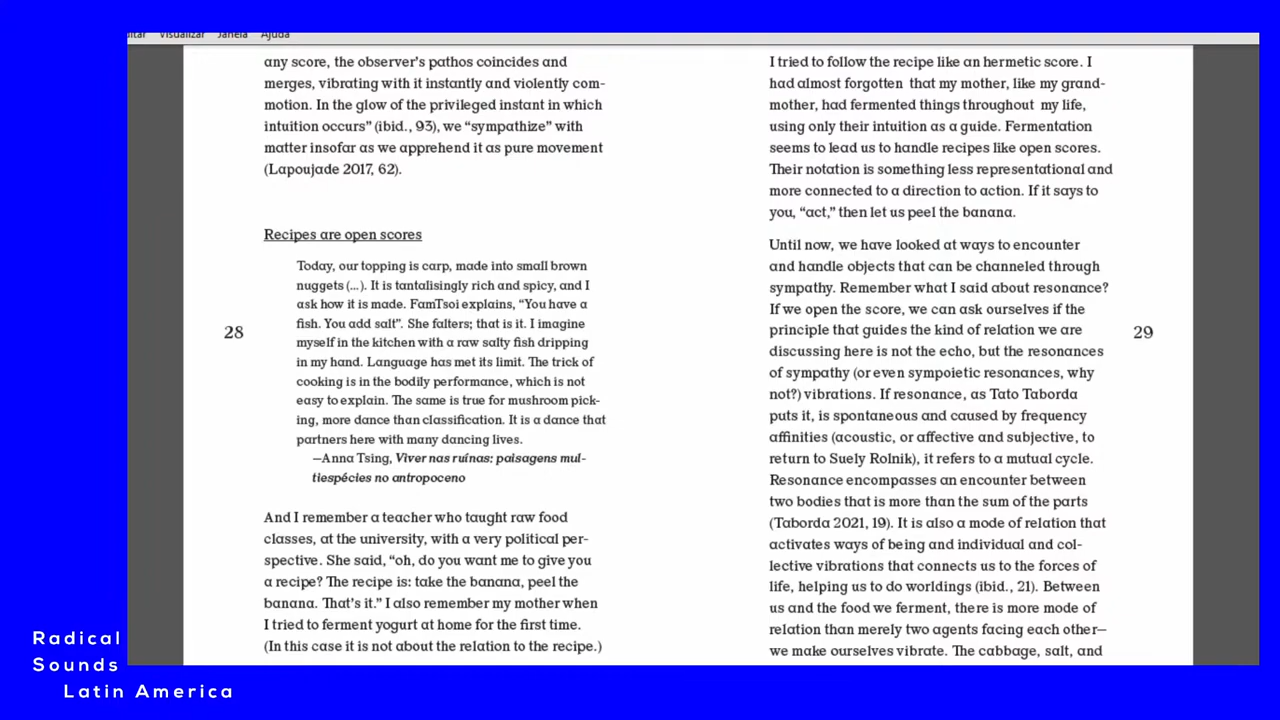 Visualizar Janela Ajuda
any score, the observer's pathos coincides and
merges, vibrating with it instantly and violently com-
motion. In the glow of the privileged instant in which
intuition occurs” (ibid., 93), we “sympathize” with
matter insofar as we apprehend it as pure movement
(Lapoujade 2017, 62).
Recipes are open scores
Today, our topping is carp, made into small brown
nuggets (...). It is tantalisingly rich and spicy, and I
ask how it is made. FamTsoi explains, “You have a
fish. You add salt”. She falters; that is it. I imagine
myself in the kitchen with a raw salty fish dripping
in my hand. Language has met its limit. The trick of
cooking is in the bodily performance, which is not
easy to explain. The same is true for mushroom pick-
ing, more dance than classification. It is a dance that
partners here with many dancing lives.
—Anna Tsing, Viver nas ruínas: paisagens mul-
tiespécies no antropoceno
And I remember a teacher who taught raw food
classes, at the university, with a very political per-
spective. She said, “oh, do you want me to give you
a recipe? The recipe is: take the banana, peel the
banana. That's it.” I also remember my mother when
I tried to ferment yogurt at home for the first time.
(In this case it is not about the relation to the recipe.)
28
I tried to follow the recipe like an hermetic score. I
had almost forgotten that my mother, like my grand-
mother, had fermented things throughout my life,
using only their intuition as a guide. Fermentation
seems to lead us to handle recipes like open scores.
Their notation is something less representational and
more connected to a direction to action. If it says to
you, “act,” then let us peel the banana.
Until now, we have looked at ways to encounter
and handle objects that can be channeled through
sympathy. Remember what I said about resonance?
If we open the score, we can ask ourselves if the
principle that guides the kind of relation we are
discussing here is not the echo, but the resonances
of sympathy (or even sympoietic resonances, why
not?) vibrations. If resonance, as Tato Taborda
puts it, is spontaneous and caused by frequency
affinities (acoustic, or affective and subjective, to
return to Suely Rolnik), it refers to a mutual cycle.
Resonance encompasses an encounter between
two bodies that is more than the sum of the parts
(Taborda 2021, 19). It is also a mode of relation that
activates ways of being and individual and col-
lective vibrations that connects us to the forces of
life, helping us to do worldings (ibid., 21). Between
us and the food we ferment, there is more mode of
relation than merely two agents facing each other—
we make ourselves vibrate. The cabbage, salt, and
29
Radical
Sounds
Latin America